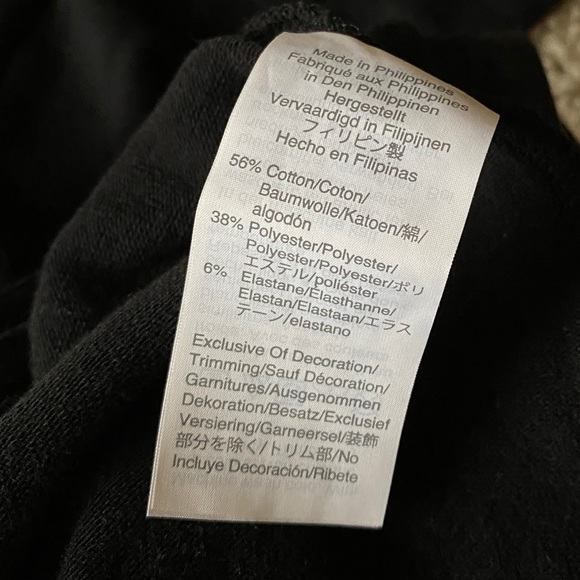 Made in Philippines
Fabriqué aux Philippines
in Den Philippinen
Hergestellt
Vervaardigd in Filipijnen
フィリピン製
Hecho en Filipinas
56% Cotton/Coton/
Baumwolle/Katoen/綿/
algodón
38% Polyester/Polyester/
Polyester/Polyester/ポリ
エステル/poliéster
6% Elastane/Elasthanne/
Elastan/Elastaan/エラス
テーン/elastano
Exclusive Of Decoration/
Trimming/Sauf Décoration/
Garnitures/Ausgenommen
Dekoration/Besatz/Exclusief
Versiering/Garneersel/装飾
部分を除く/トリム部/No
Incluye Decoración/Ribete